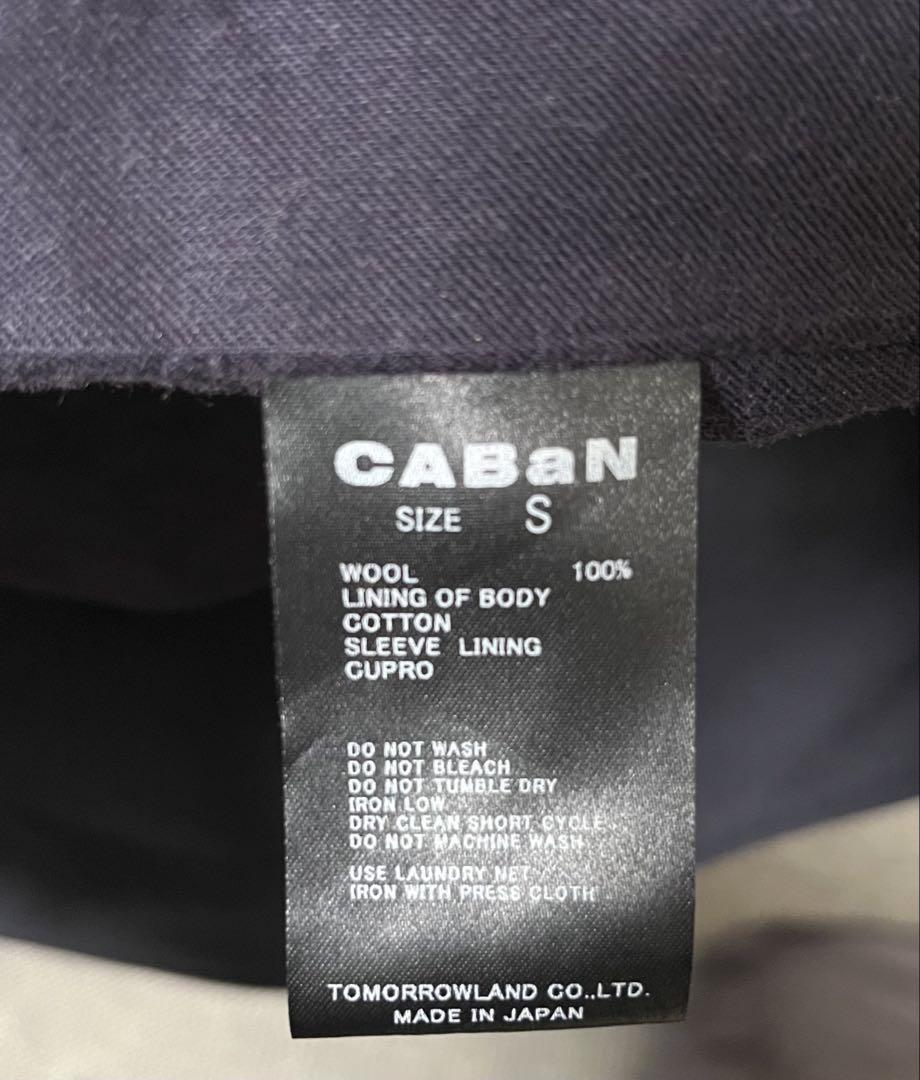 CABaN
SIZE S
WOOL 100%
LINING OF BODY
COTTON
SLEEVE LINING
CUPRO
DO NOT WASH
DO NOT BLEACH
DO NOT TUMBLE DRY
IRON LOW
DRY CLEAN SHORT CYCLE
DO NOT MACHINE WASH
USE LAUNDRY NET
IRON WITH PRESS CLOTH
TOMORROWLAND CO.,LTD.
MADE IN JAPAN